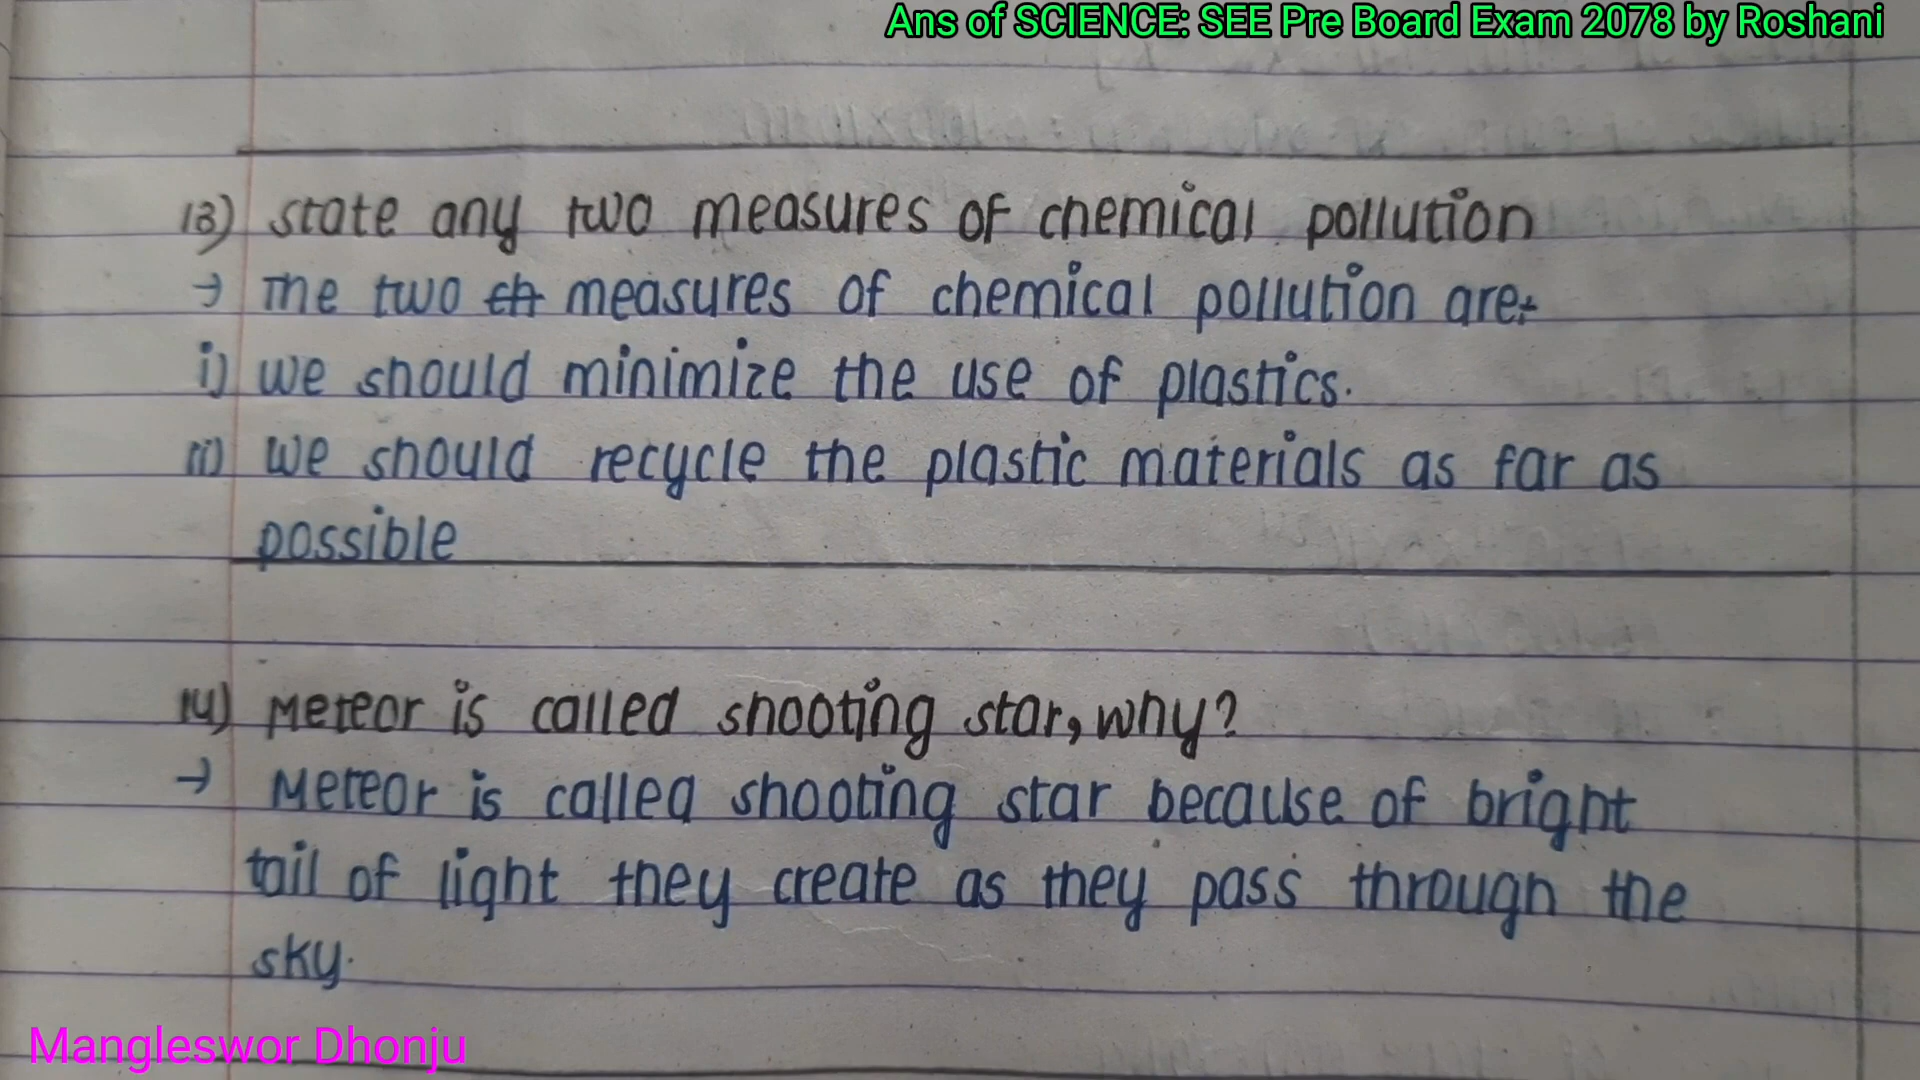 Ans of SCIENCE: SEE Pre Board Exam 2078 by Roshani
13) State any two measures of chemical pollution
→ The two measures of chemical pollution are:-
i) we should minimize the use of plastics.
ii) we should recycle the plastic materials as far as
possible
14) Meteor is called shooting star, why?
→ Meteor is called shooting star because of bright
tail of light they create as they pass through the
sky.
Mangleswor Dhonju